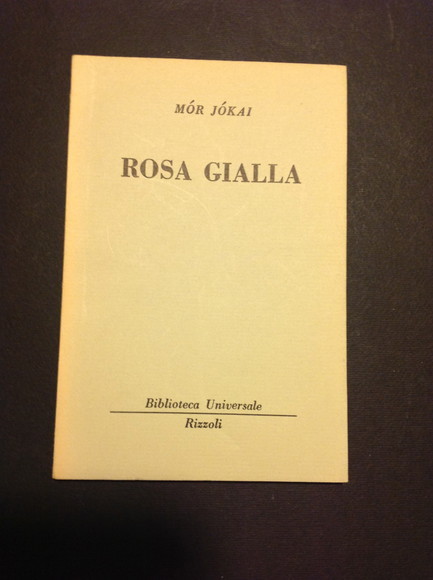 MÓR JÓKAI
ROSA GIALLA
Biblioteca Universale
Rizzoli